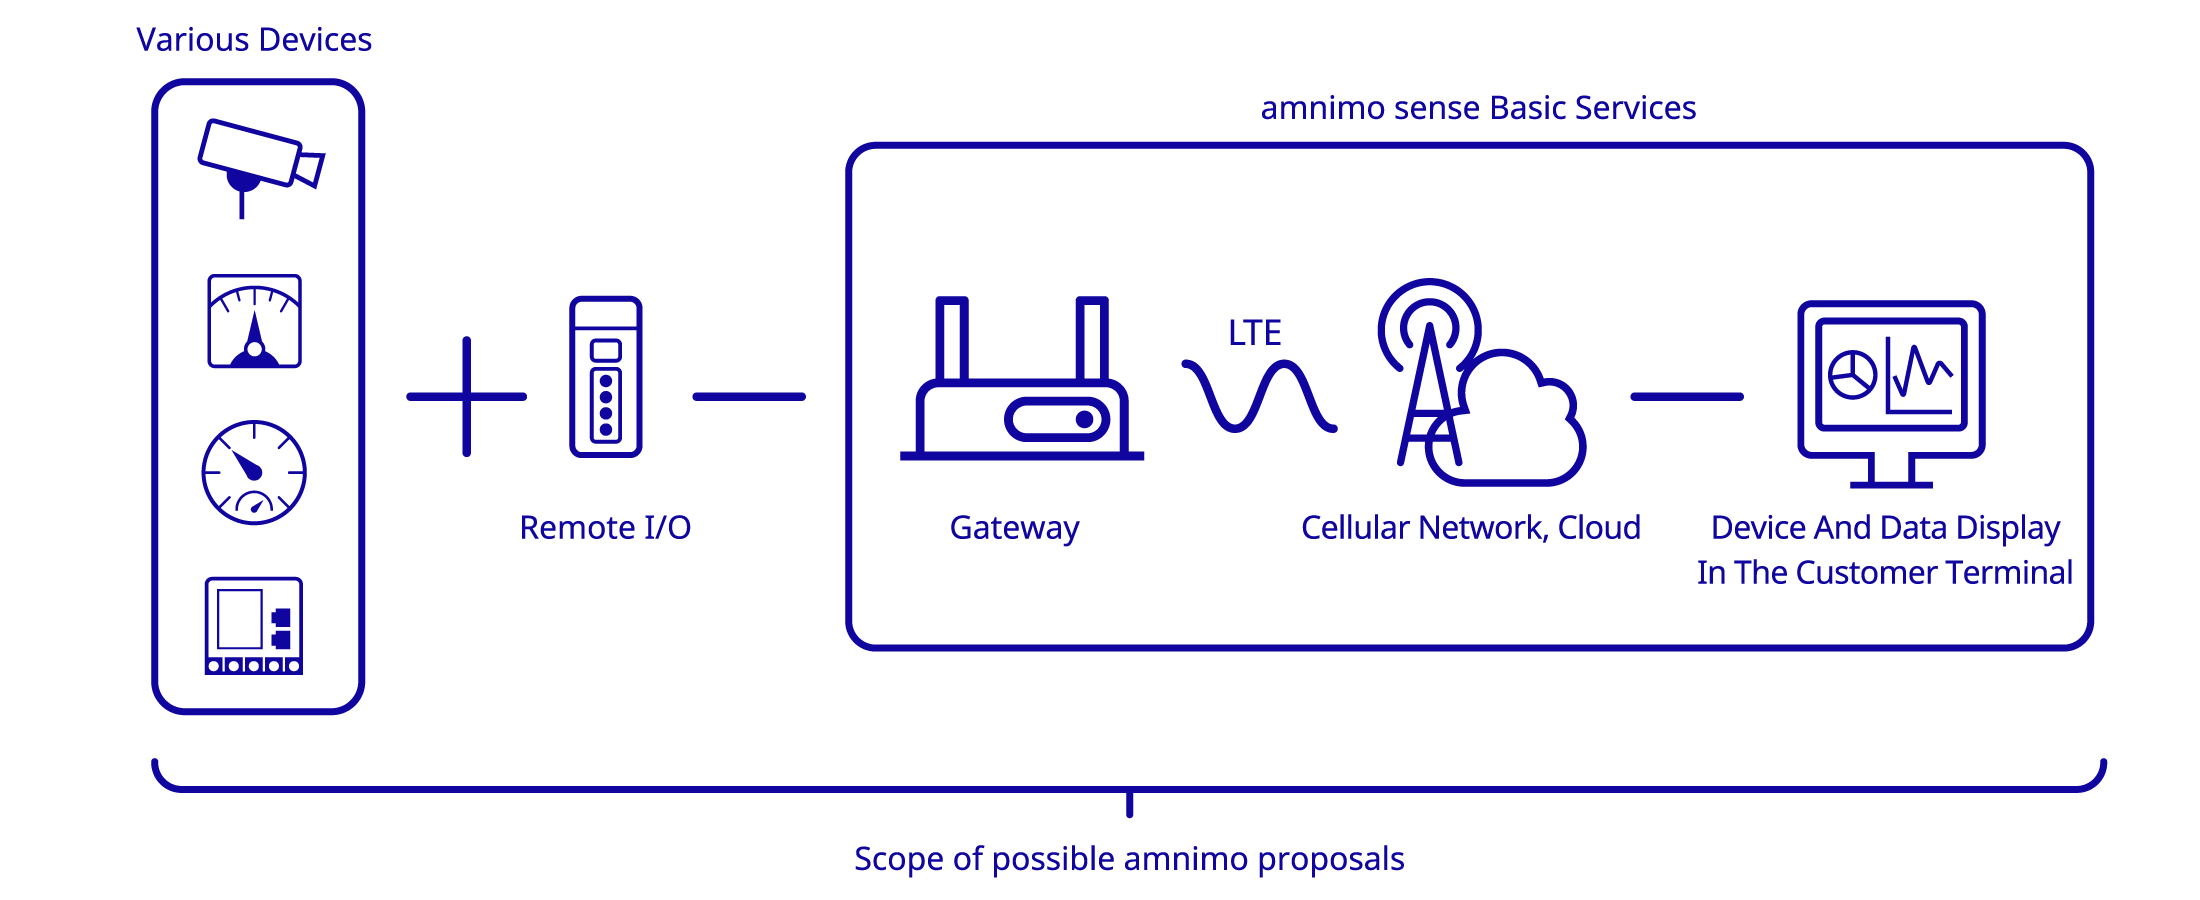 Various Devices
amnimo sense Basic Services
LTE
Remote I/O
Gateway
Cellular Network, Cloud
Device And Data Display
In The Customer Terminal
Scope of possible amnimo proposals